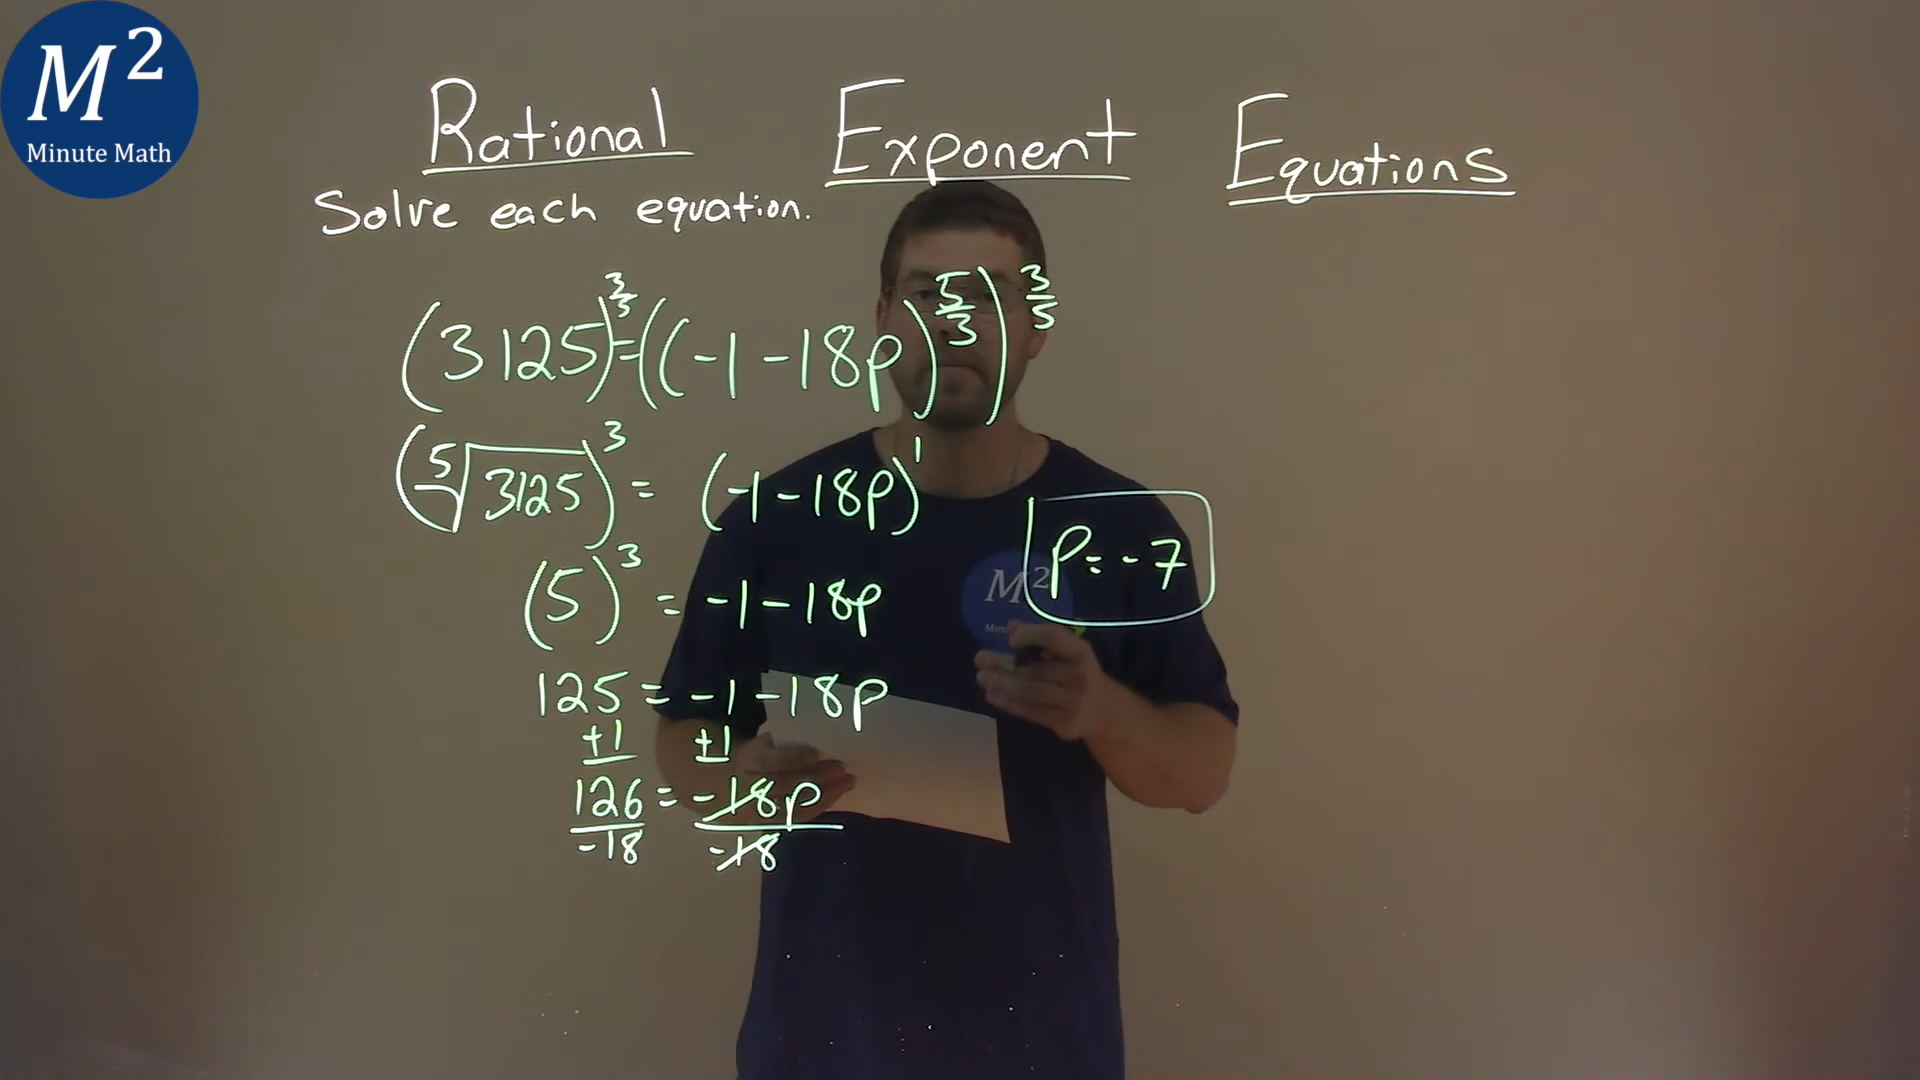 M²
Minute Math
Rational Exponent Equations
Solve each equation.
(3125)^(3/5) = ((-1 - 18p)^(5/3))^(3/5)
(⁵√3125)³ = (-1 - 18p)¹
(5)³ = -1 - 18p
125 = -1 - 18p
+1 +1
126 = -18p
-18 -18
p = -7
M²